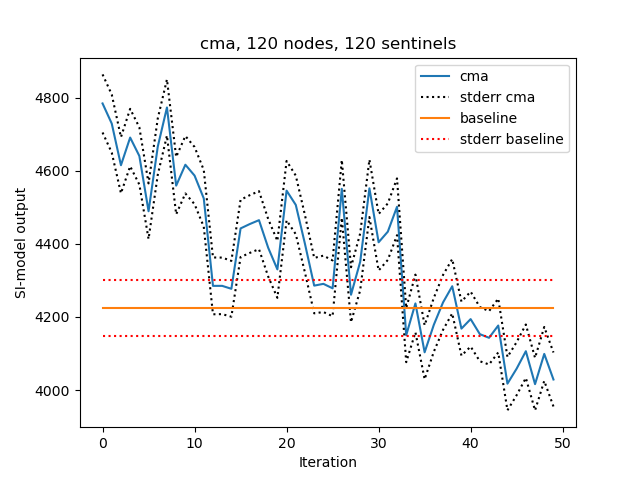 cma, 120 nodes, 120 sentinels
cma
stderr cma
baseline
stderr baseline
SI-model output
4800
4600
4400
4200
4000
0 10 20 30 40 50
Iteration